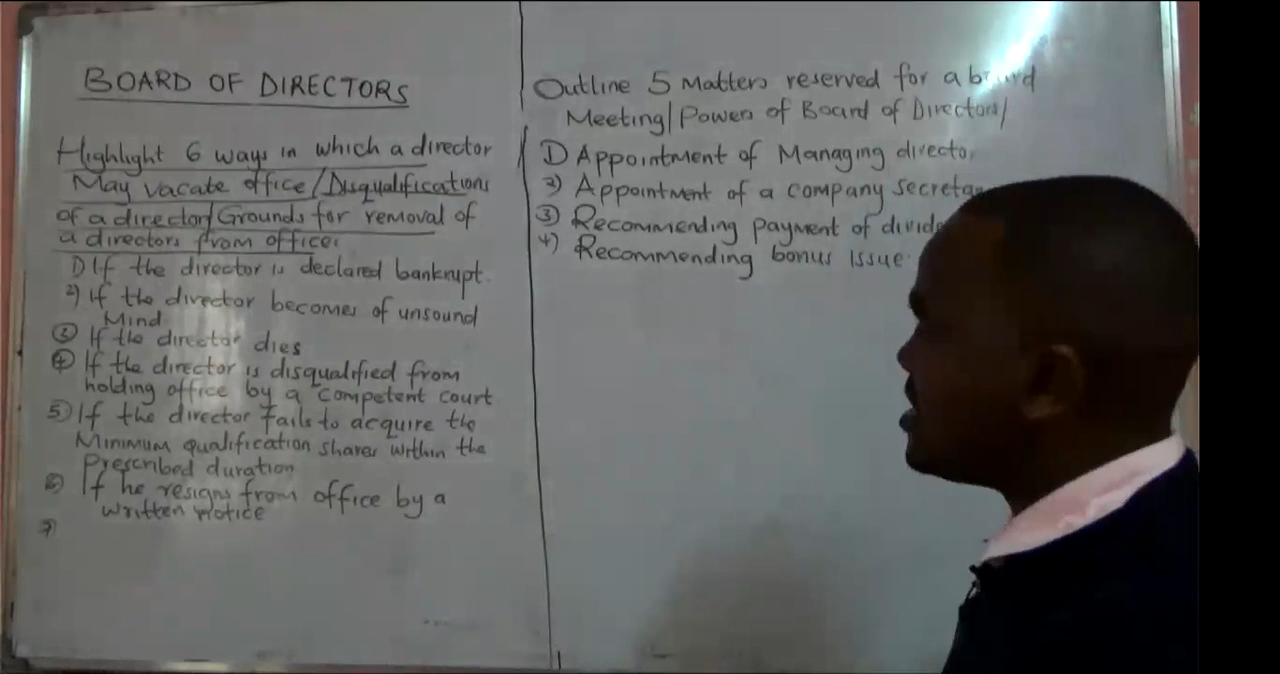 BOARD OF DIRECTORS
Highlight 6 ways in which a director
May vacate office/Disqualifications
of a director/Grounds for removal of
a directors from office.
1) If the director is declared bankrupt.
2) If the director becomes of unsound
Mind
3) If the director dies
4) If the director is disqualified from
holding office by a competent court
5) If the director fails to acquire the
Minimum qualification shares within the
Prescribed duration
6) If he resigns from office by a
written notice
7)
Outline 5 Matters reserved for a board
Meeting/Powers of Board of Directors/
1) Appointment of Managing director
2) Appointment of a company
3) Recommending payment of
4) Recommending bonus issue.